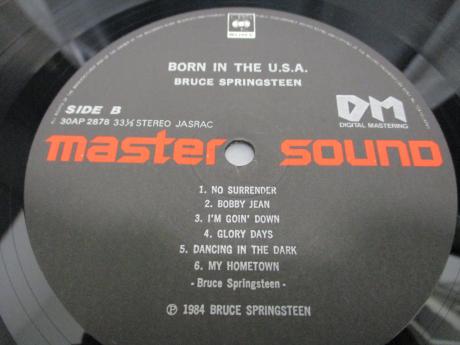 BORN IN THE U.S.A.
BRUCE SPRINGSTEEN
SIDE B
30AP 2878 33⅓ STEREO JASRAC
DM
DIGITAL MASTERING
master sound
1. NO SURRENDER
2. BOBBY JEAN
3. I'M GOIN' DOWN
4. GLORY DAYS
5. DANCING IN THE DARK
6. MY HOMETOWN
- Bruce Springsteen -
Ⓟ 1984 BRUCE SPRINGSTEEN